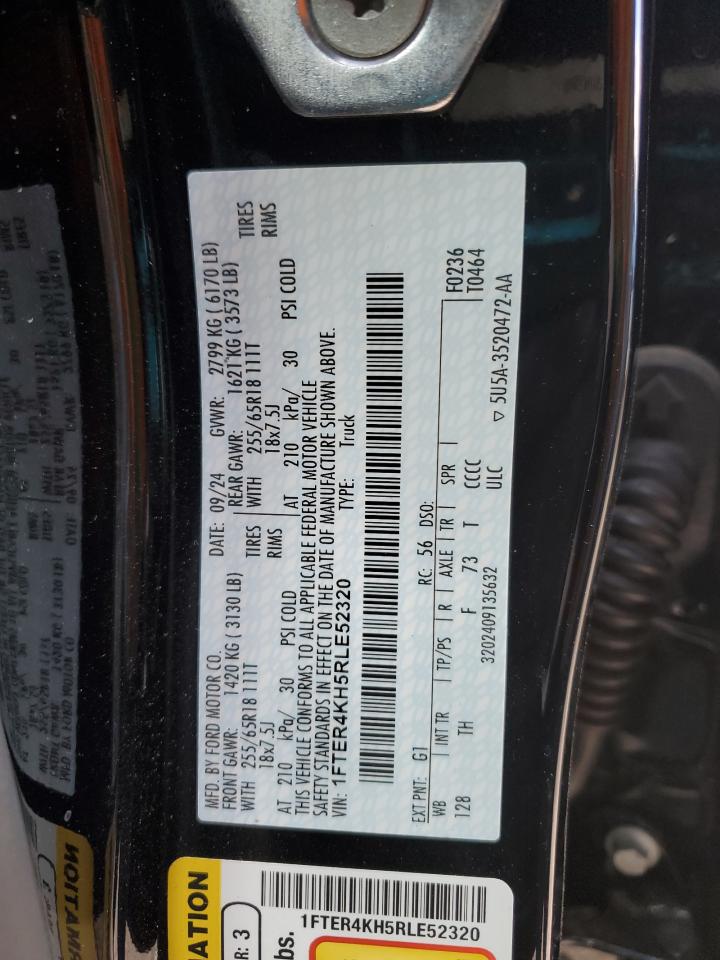 MFD. BY FORD MOTOR CO.
DATE: 09/24 GVWR: 2799 KG ( 6170 LB)
FRONT GAWR: 1420 KG ( 3130 LB) REAR GAWR: 1621 KG ( 3573 LB)
WITH 255/65R18 111T TIRES WITH 255/65R18 111T TIRES
18x7.5J RIMS 18x7.5J RIMS
AT 210 kPa/ 30 PSI COLD AT 210 kPa/ 30 PSI COLD
THIS VEHICLE CONFORMS TO ALL APPLICABLE FEDERAL MOTOR VEHICLE
SAFETY STANDARDS IN EFFECT ON THE DATE OF MANUFACTURE SHOWN ABOVE.
VIN: 1FTER4KH5RLE52320 TYPE: Truck
EXT PNT: G1 RC: 56 DSO: F0236
WB INT TR TP/PS R AXLE TR SPR T0464
128 TH F 73 T CCCC
3202409135632 ULC ▽ 5U5A-3520472-AA
MATION
R: 3
bs.
1FTER4KH5RLE52320